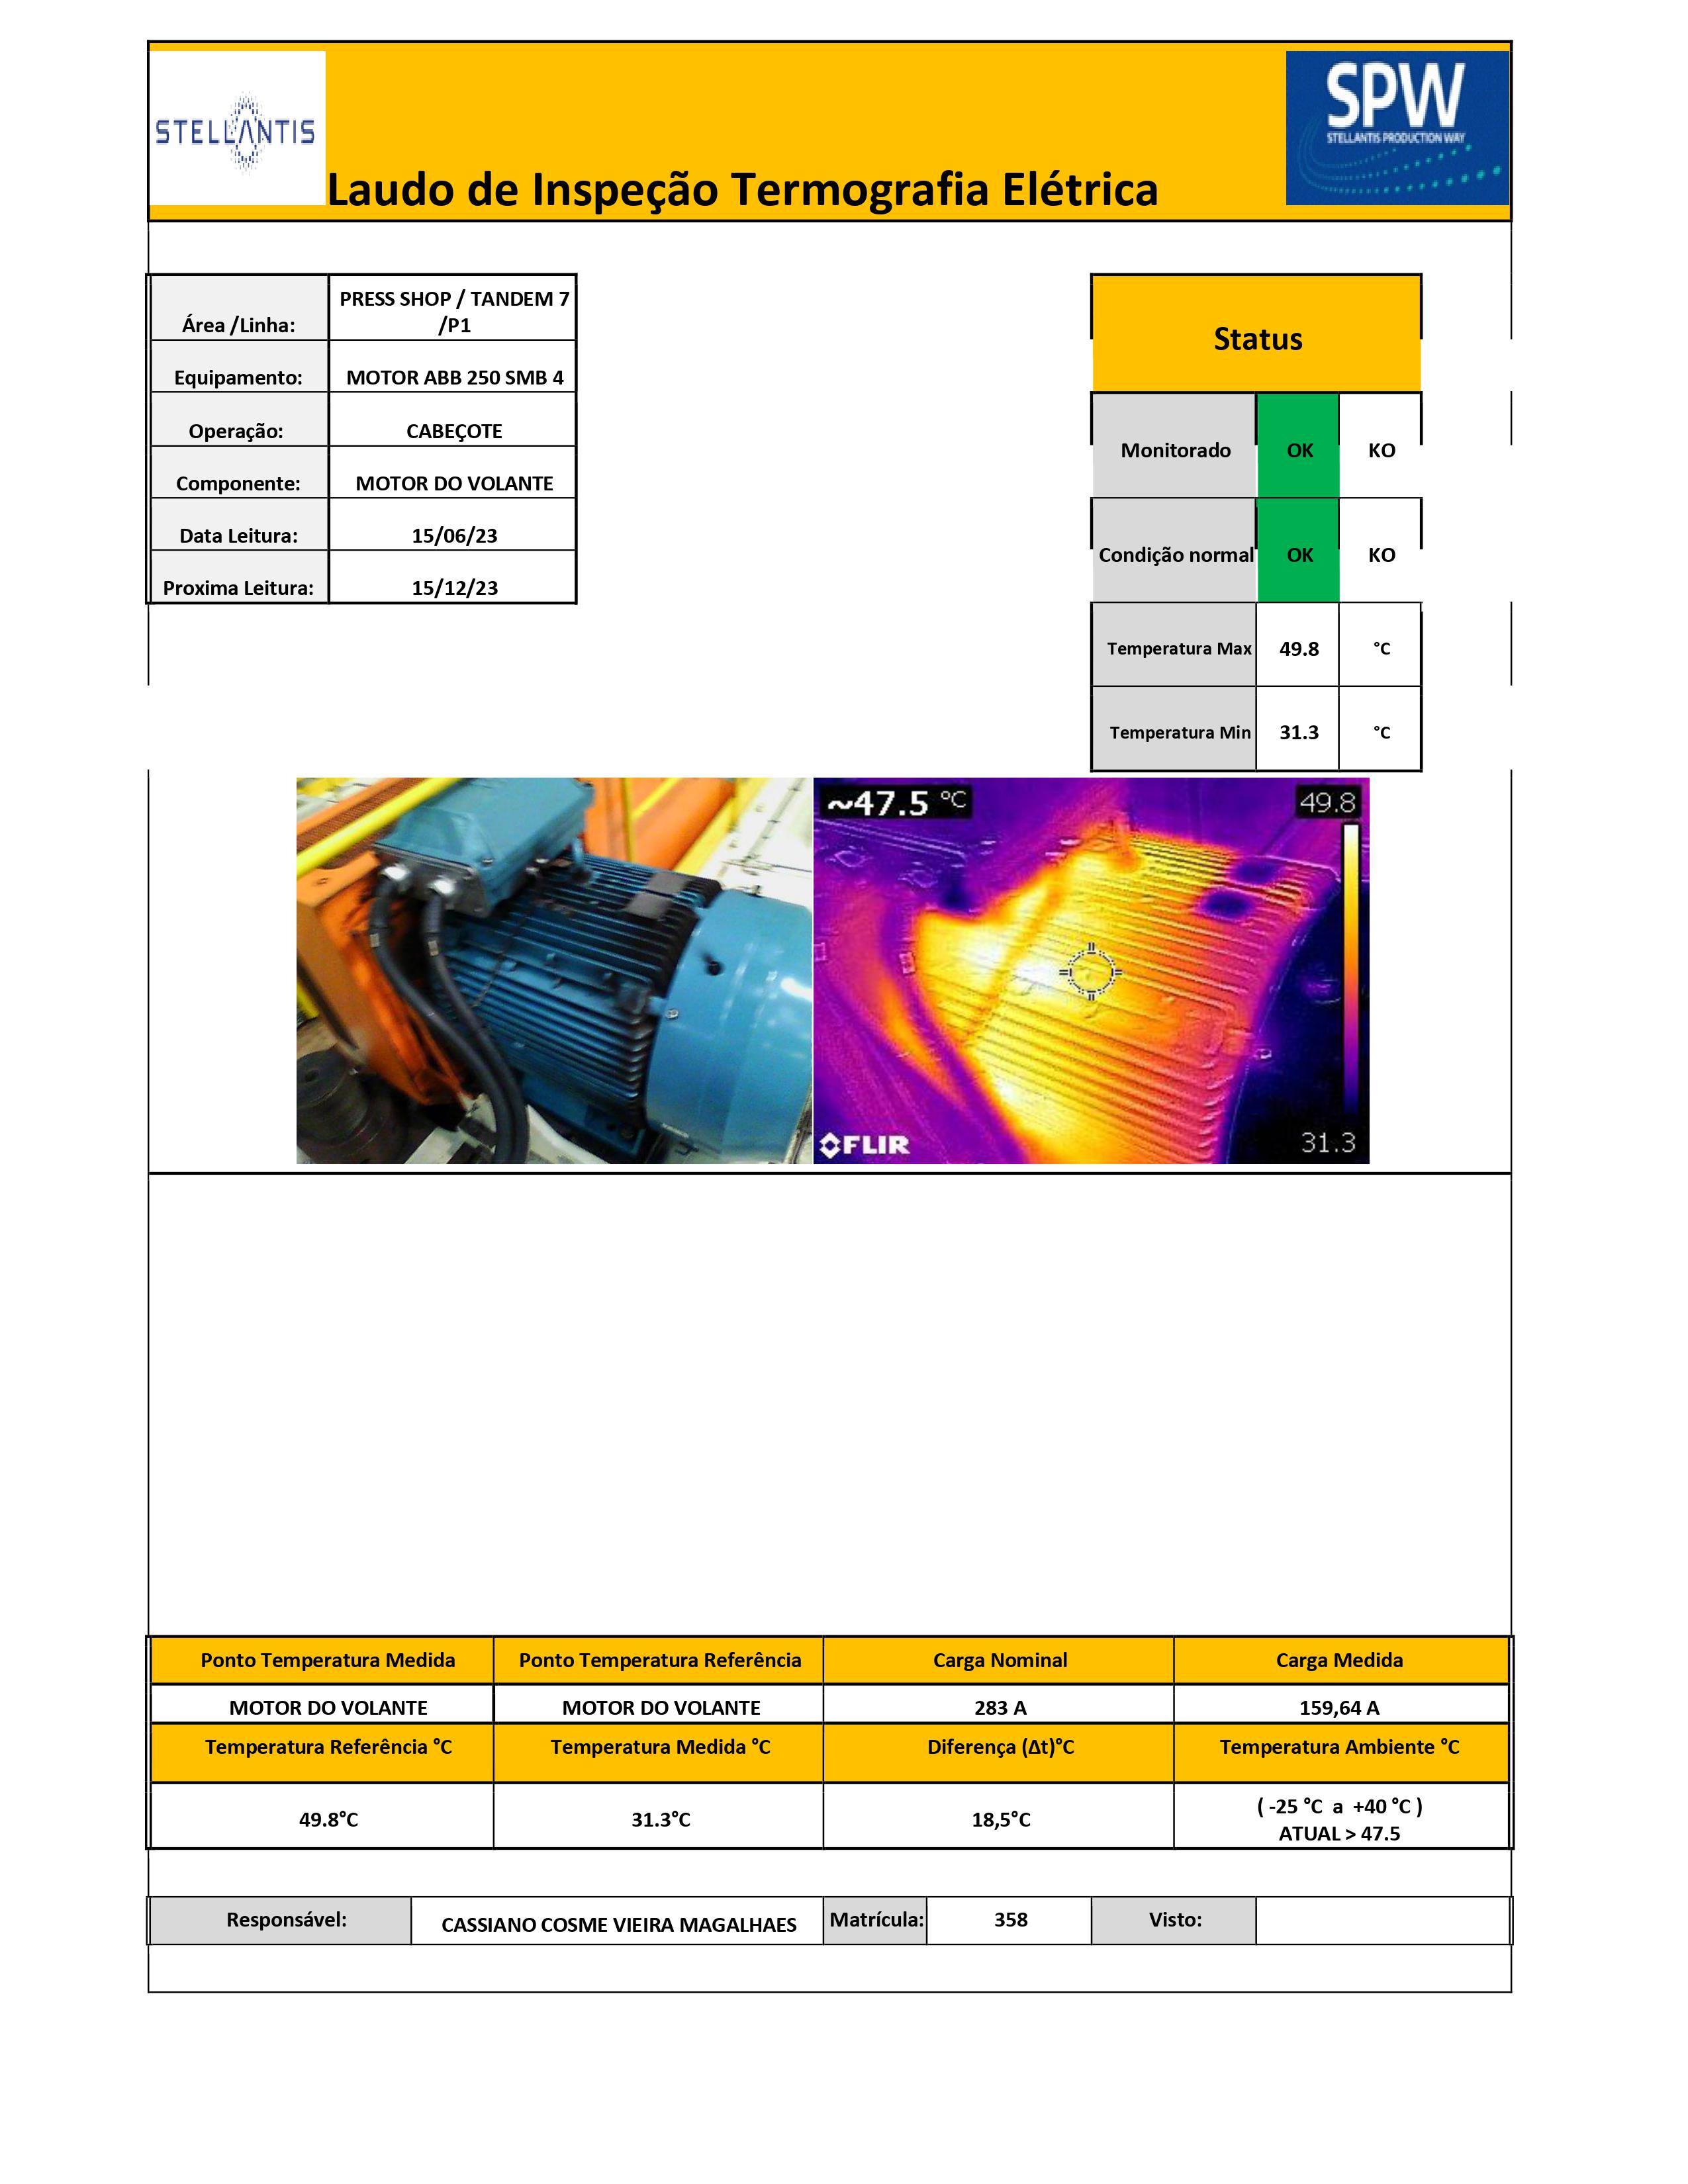 STELLANTIS
SPW
STELLANTIS PRODUCTION WAY
Laudo de Inspeção Termografia Elétrica
Área /Linha:
PRESS SHOP / TANDEM 7
/P1
Equipamento:
MOTOR ABB 250 SMB 4
Operação:
CABEÇOTE
Componente:
MOTOR DO VOLANTE
Data Leitura:
15/06/23
Proxima Leitura:
15/12/23
Status
Monitorado
OK
KO
Condição normal
OK
KO
Temperatura Max
49.8
°C
Temperatura Min
31.3
°C
~47.5 °C
49.8
FLIR
31.3
Ponto Temperatura Medida
Ponto Temperatura Referência
Carga Nominal
Carga Medida
MOTOR DO VOLANTE
MOTOR DO VOLANTE
283 A
159,64 A
Temperatura Referência °C
Temperatura Medida °C
Diferença (Δt)°C
Temperatura Ambiente °C
49.8°C
31.3°C
18,5°C
( -25 °C a +40 °C )
ATUAL > 47.5
Responsável:
CASSIANO COSME VIEIRA MAGALHAES
Matrícula:
358
Visto: